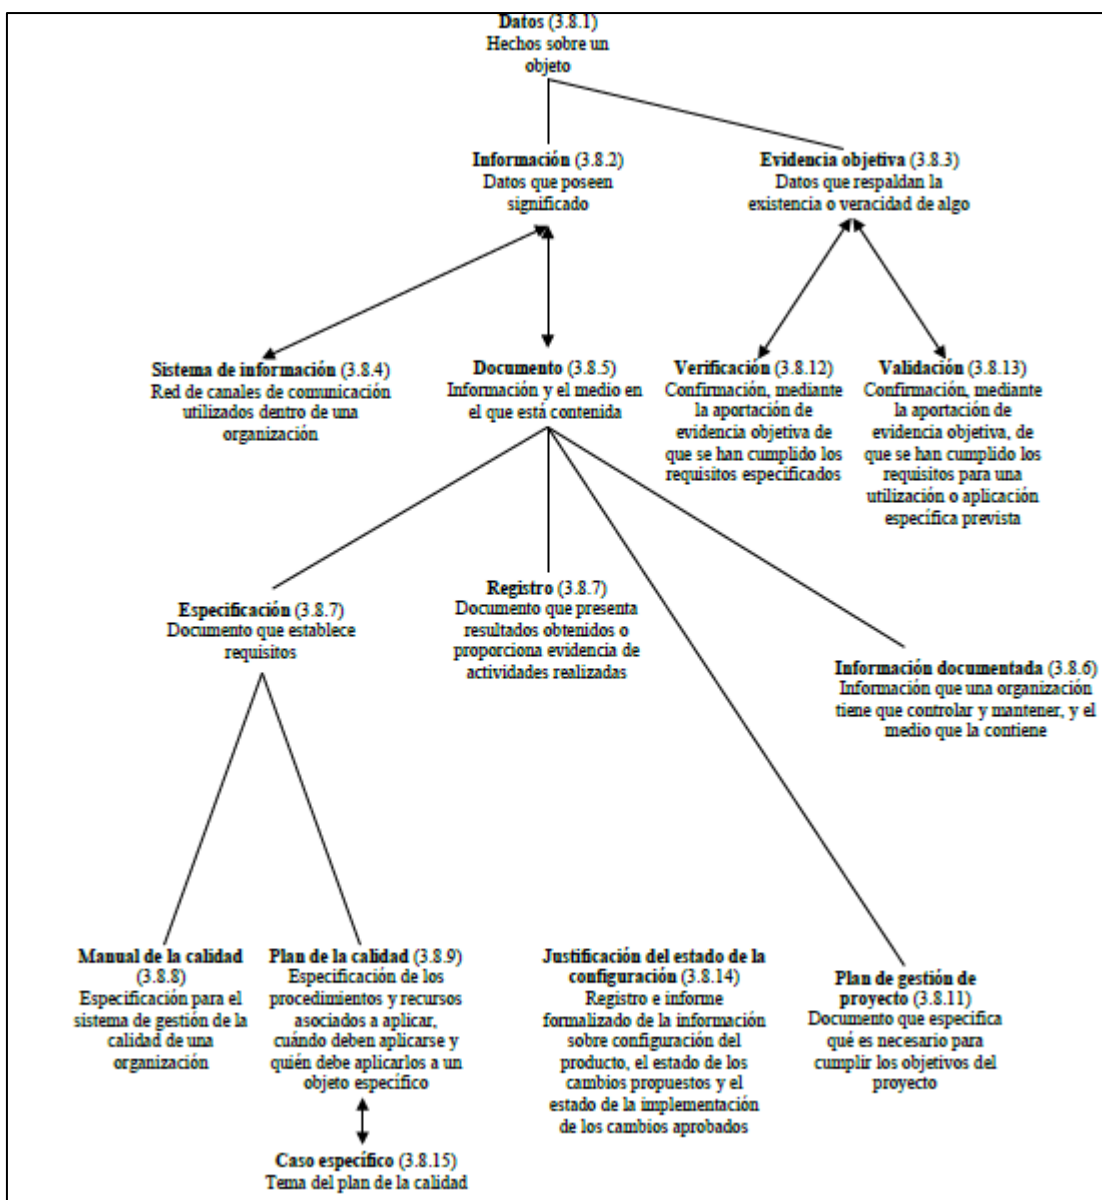 Datos (3.8.1)
Hechos sobre un
objeto
Información (3.8.2)
Datos que poseen
significado
Evidencia objetiva (3.8.3)
Datos que respaldan la
existencia o veracidad de algo
Sistema de información (3.8.4)
Red de canales de comunicación
utilizados dentro de una
organización
Documento (3.8.5)
Información y el medio en
el que está contenida
Verificación (3.8.12)
Confirmación, mediante
la aportación de
evidencia objetiva de
que se han cumplido los
requisitos especificados
Validación (3.8.13)
Confirmación, mediante
la aportación de
evidencia objetiva, de
que se han cumplido los
requisitos para una
utilización o aplicación
específica prevista
Especificación (3.8.7)
Documento que establece
requisitos
Registro (3.8.7)
Documento que presenta
resultados obtenidos o
proporciona evidencia de
actividades realizadas
Información documentada (3.8.6)
Información que una organización
tiene que controlar y mantener, y el
medio que la contiene
Manual de la calidad
(3.8.8)
Especificación para el
sistema de gestión de la
calidad de una
organización
Plan de la calidad (3.8.9)
Especificación de los
procedimientos y recursos
asociados a aplicar,
cuándo deben aplicarse y
quién debe aplicarlos a un
objeto específico
Justificación del estado de la
configuración (3.8.14)
Registro e informe
formalizado de la información
sobre configuración del
producto, el estado de los
cambios propuestos y el
estado de la implementación
de los cambios aprobados
Plan de gestión de
proyecto (3.8.11)
Documento que especifica
qué es necesario para
cumplir los objetivos del
proyecto
Caso específico (3.8.15)
Tema del plan de la calidad